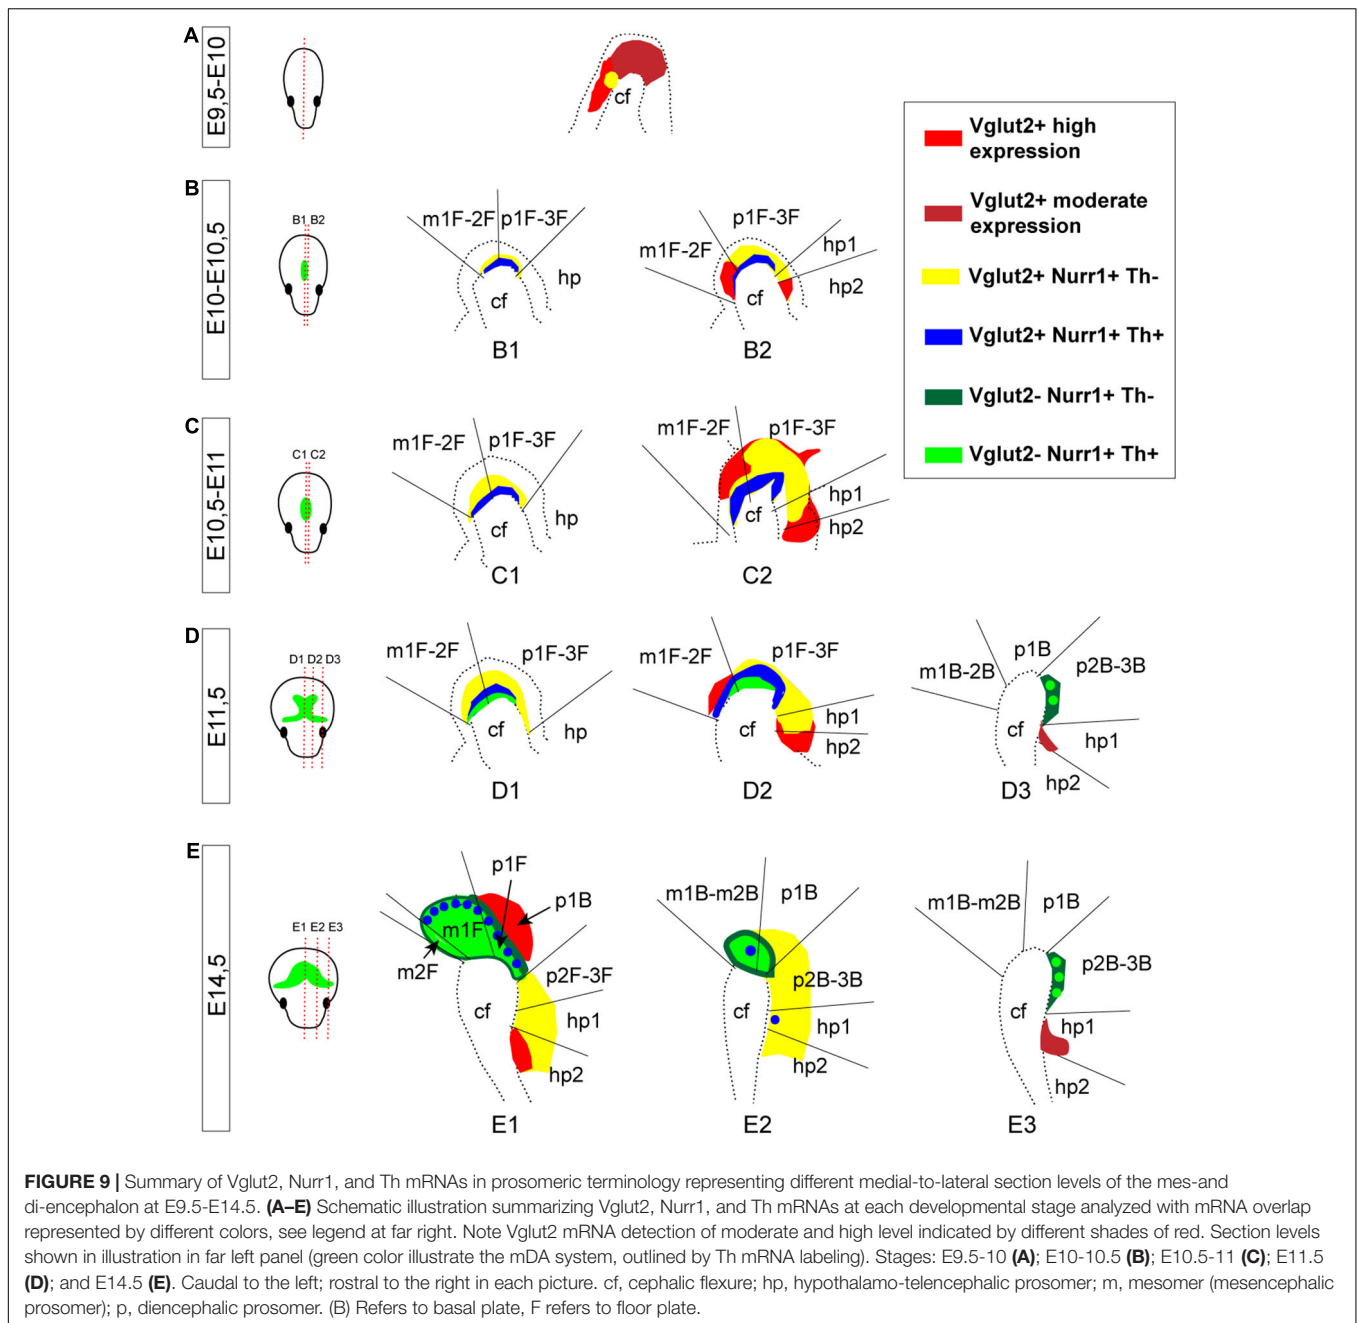 A
E9,5-E10
cf
Vglut2+ high
expression
Vglut2+ moderate
expression
Vglut2+ Nurr1+ Th-
Vglut2+ Nurr1+ Th+
Vglut2- Nurr1+ Th-
Vglut2- Nurr1+ Th+
B
E10-E10,5
B1 B2
m1F-2F
p1F-3F
hp
cf
B1
m1F-2F
p1F-3F
hp1
hp2
cf
B2
C
E10,5-E11
C1 C2
m1F-2F
p1F-3F
hp
cf
C1
m1F-2F
p1F-3F
hp1
hp2
cf
C2
D
E11,5
D1 D2 D3
m1F-2F
p1F-3F
hp
cf
D1
m1F-2F
p1F-3F
hp1
hp2
cf
D2
m1B-2B
p1B
p2B-3B
hp1
hp2
cf
D3
E
E14,5
E1 E2 E3
p1F
p1B
m1F
m2F
p2F-3F
hp1
hp2
cf
E1
m1B-m2B
p1B
p2B-3B
hp1
hp2
cf
E2
m1B-m2B
p1B
p2B-3B
hp1
hp2
cf
E3
FIGURE 9 | Summary of Vglut2, Nurr1, and Th mRNAs in prosomeric terminology representing different medial-to-lateral section levels of the mes-and
di-encephalon at E9.5-E14.5. (A–E) Schematic illustration summarizing Vglut2, Nurr1, and Th mRNAs at each developmental stage analyzed with mRNA overlap
represented by different colors, see legend at far right. Note Vglut2 mRNA detection of moderate and high level indicated by different shades of red. Section levels
shown in illustration in far left panel (green color illustrate the mDA system, outlined by Th mRNA labeling). Stages: E9.5-10 (A); E10-10.5 (B); E10.5-11 (C); E11.5
(D); and E14.5 (E). Caudal to the left; rostral to the right in each picture. cf, cephalic flexure; hp, hypothalamo-telencephalic prosomer; m, mesomer (mesencephalic
prosomer); p, diencephalic prosomer. (B) Refers to basal plate, F refers to floor plate.